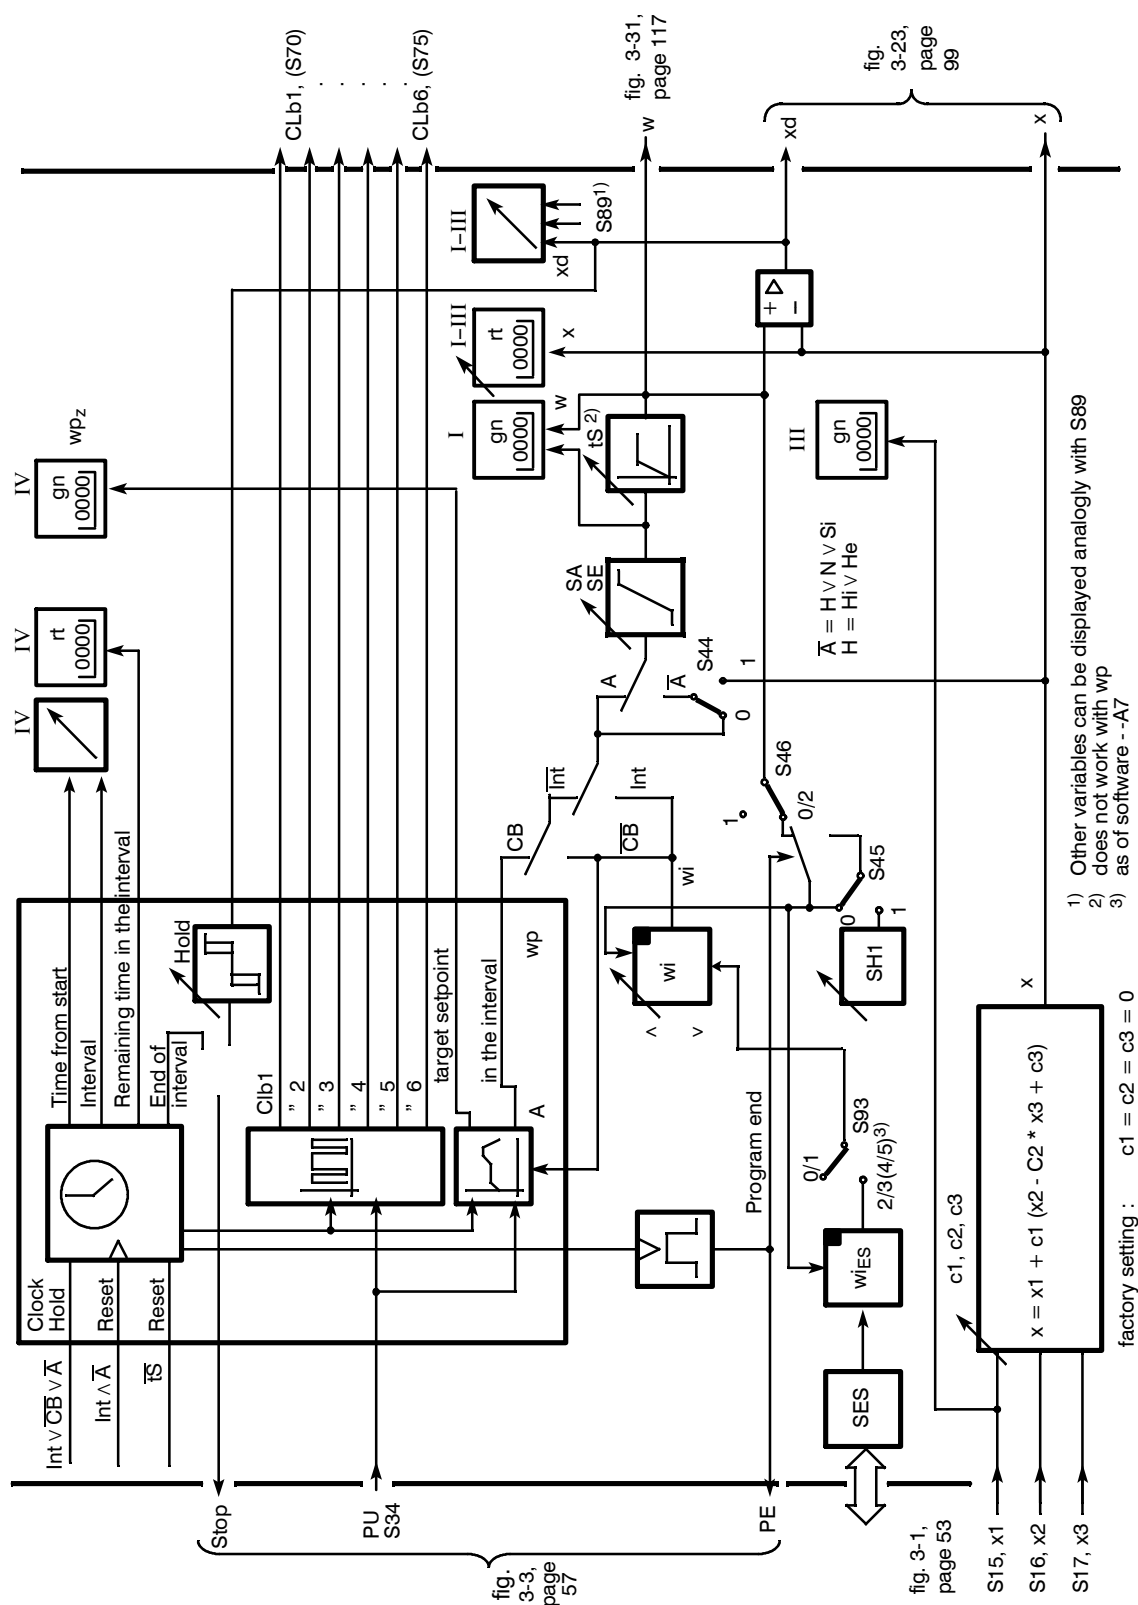 Int ∨ C̅B̅ ∨ A̅
Int ∧ A̅
t̅S̅
Clock
Hold
Reset
Reset
Time from start
Interval
Remaining time in the interval
End of
interval
Hold
IV
IV
rt
0000
IV
gn
0000
wpz
Stop
PU
S34
PE
fig.
3-3,
page
57
Clb1
„ 2
„ 3
„ 4
„ 5
„ 6
target setpoint
in the interval
A
wp
CLb1, (S70)
CLb6, (S75)
CB
C̅B̅
I̅n̅t̅
Int
A
A̅
S44
0
1
SA
SE
tS 2)
I
gn
0000
w
I–III
rt
0000
x
I–III
xd
S89 1)
w
fig. 3-31,
page 117
Program end
wi
wi
<
>
S46
1
0/2
S45
0
1
SH1
+
−
xd
x
fig.
3-23,
page
99
SES
wiES
S93
0/1
2/3(4/5)3)
III
gn
0000
A̅ = H ∨ N ∨ Si
H = Hi ∨ He
fig. 3-1,
page 53
S15, x1
S16, x2
S17, x3
c1, c2, c3
x = x1 + c1 (x2 - C2 * x3 + c3)
x
factory setting : c1 = c2 = c3 = 0
1) Other variables can be displayed analogly with S89
2) does not work with wp
3) as of software - -A7